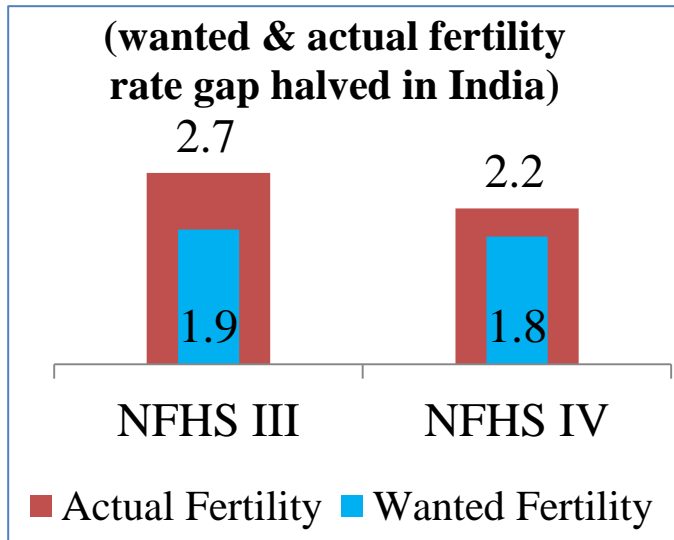 (wanted & actual fertility
rate gap halved in India)
2.7
2.2
1.9
1.8
NFHS III
NFHS IV
Actual Fertility
Wanted Fertility